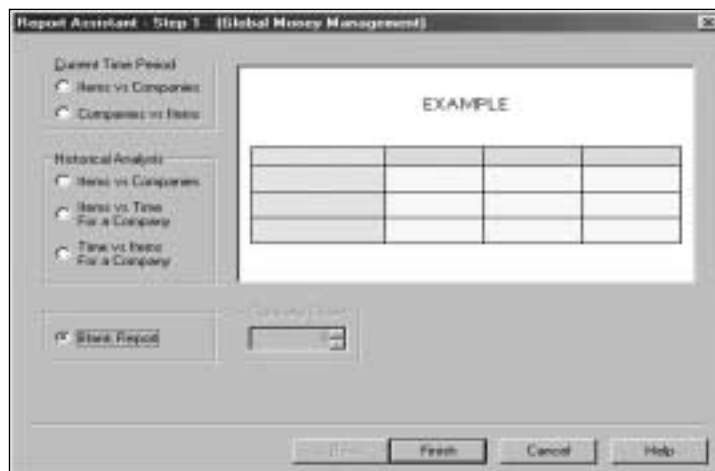 Report Assistant - Step 1 (Global Money Management)
Current Time Period
Items vs Companies
Companies vs Items
Historical Analysis
Items vs Companies
Items vs Time
For a Company
Time vs Items
For a Company
EXAMPLE
Blank Report
Finish
Cancel
Help